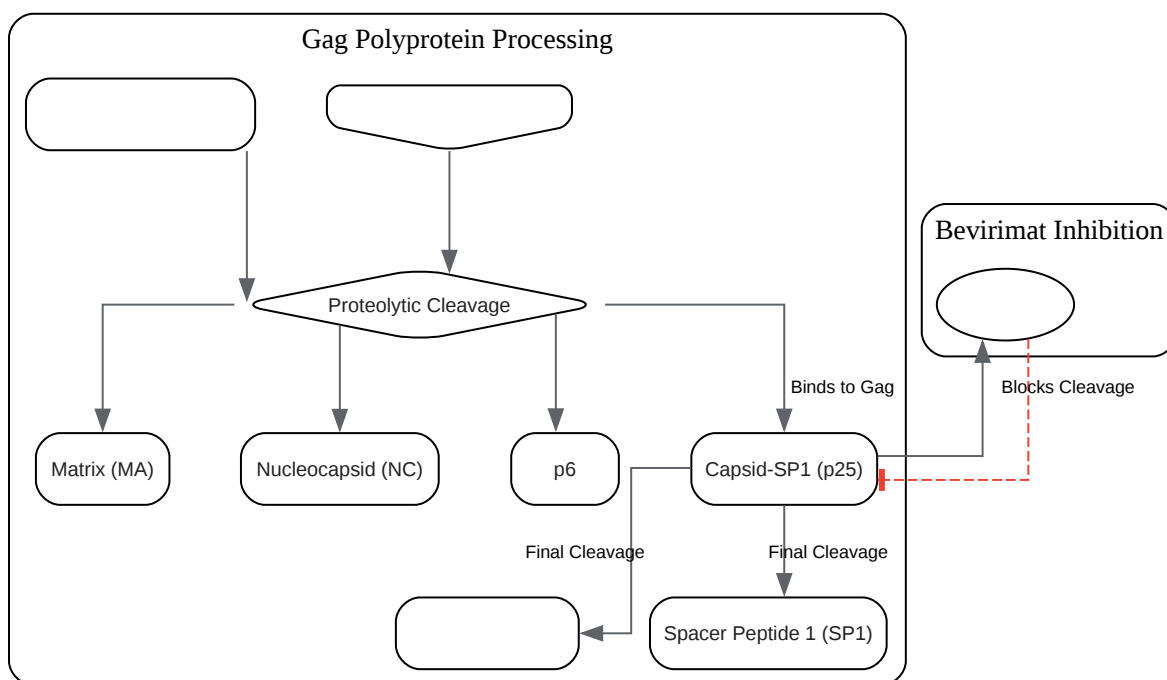 Gag Polyprotein Processing
Bevirimat Inhibition
Proteolytic Cleavage
Binds to Gag
Blocks Cleavage
Matrix (MA)
Nucleocapsid (NC)
p6
Capsid-SP1 (p25)
Final Cleavage
Final Cleavage
Spacer Peptide 1 (SP1)